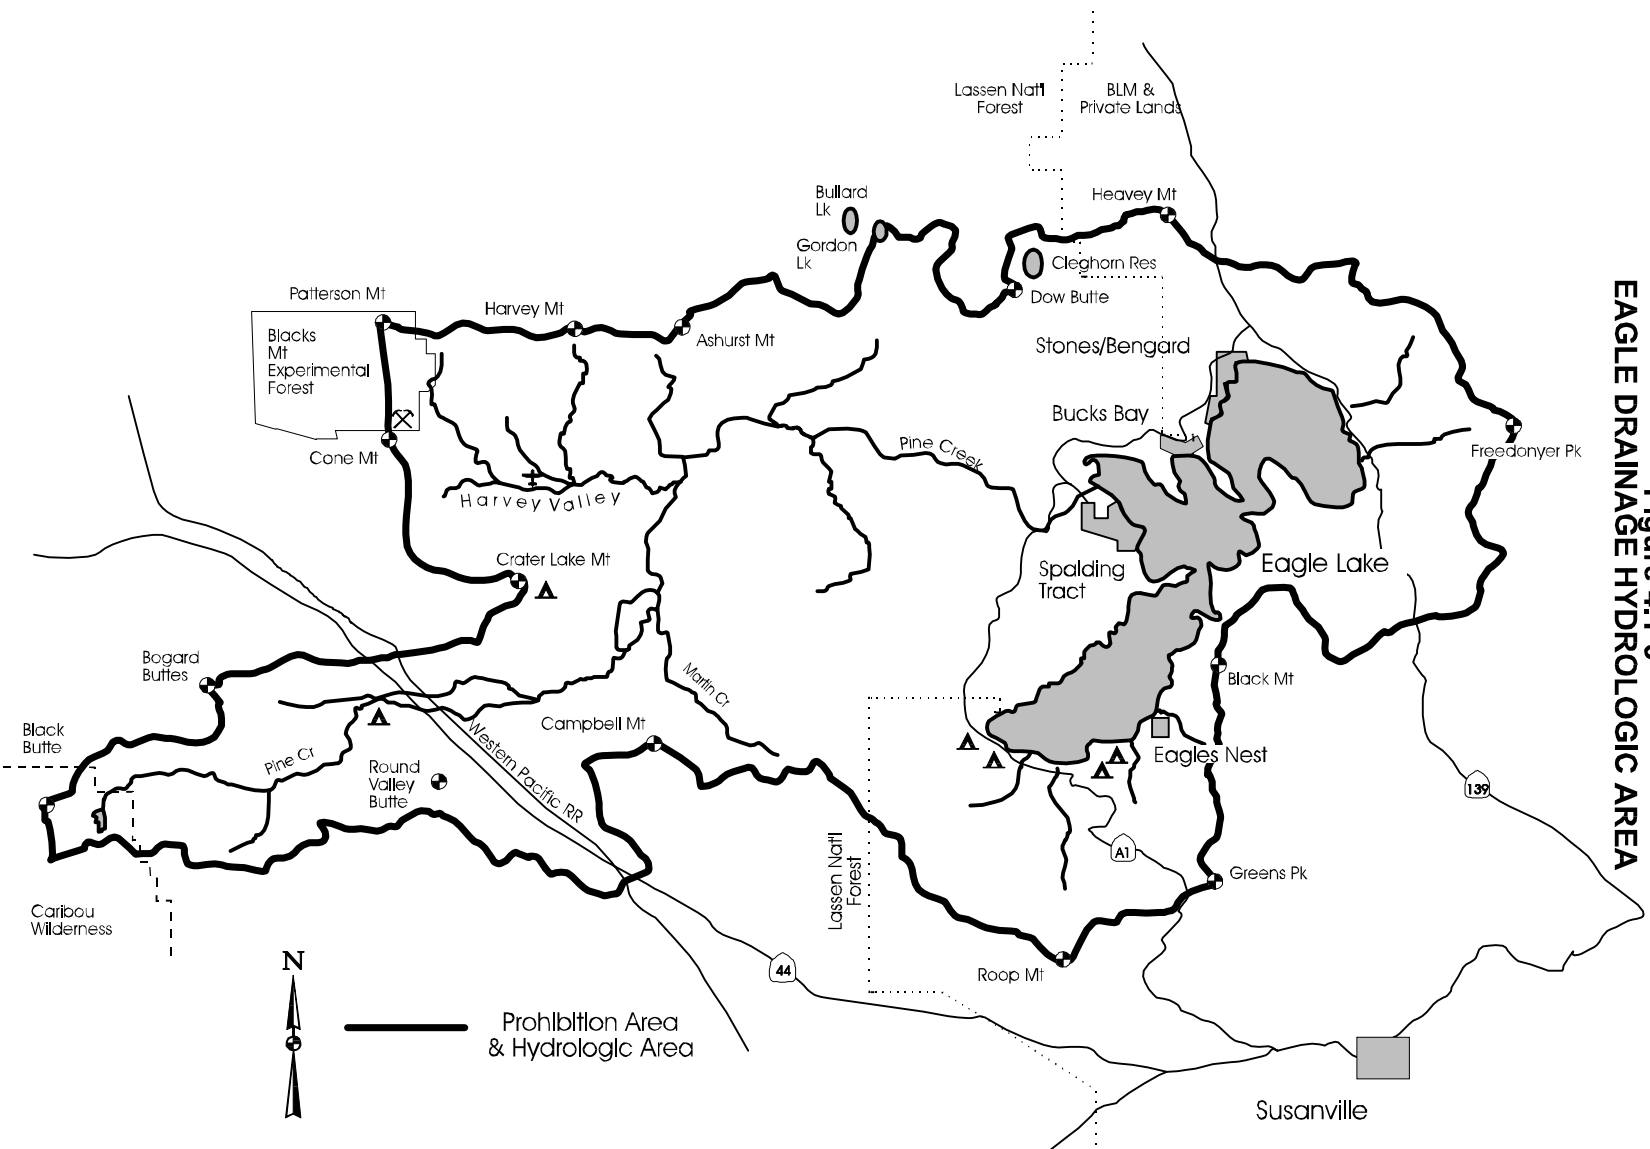 Lassen Nat'l
Forest
BLM &
Private Lands
Bullard
Lk
Gordon
Lk
Heavey Mt
Cleghorn Res
Dow Butte
Patterson Mt
Harvey Mt
Ashurst Mt
Blacks
Mt
Experimental
Forest
Stones/Bengard
Bucks Bay
Cone Mt
Pine Creek
Freedonyer Pk
Harvey Valley
Crater Lake Mt
Spalding
Tract
Eagle Lake
Bogard
Buttes
Martin Cr
Black Mt
Black
Butte
Campbell Mt
Western Pacific RR
Pine Cr
Round
Valley
Butte
Eagles Nest
139
A1
Lassen Nat'l
Forest
Greens Pk
Caribou
Wilderness
Roop Mt
44
N
Prohibition Area
& Hydrologic Area
Susanville
EAGLE DRAINAGE HYDROLOGIC AREA